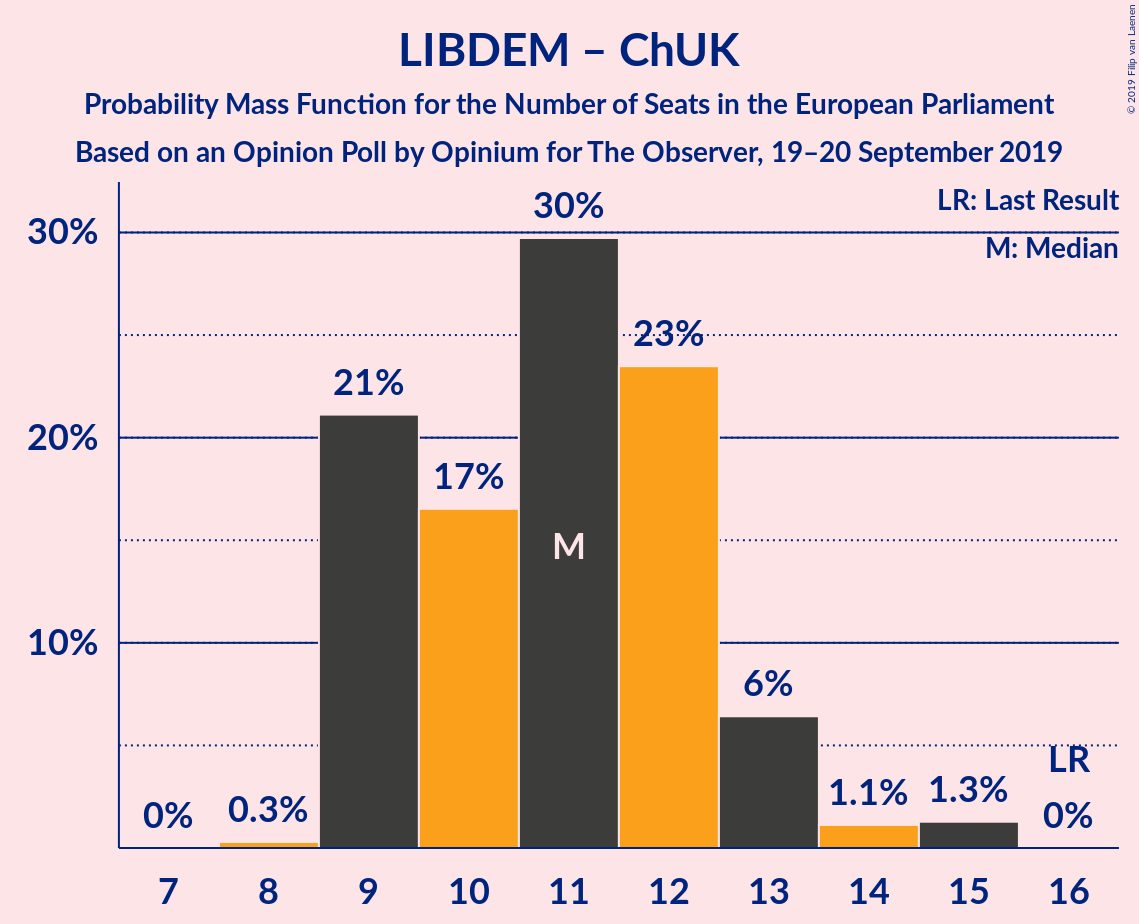 LIBDEM – ChUK
Probability Mass Function for the Number of Seats in the European Parliament
Based on an Opinion Poll by Opinium for The Observer, 19–20 September 2019
© 2019 Filip van Laenen
LR: Last Result
M: Median
30%
20%
10%
0%
0.3%
21%
17%
30%
M
23%
6%
1.1%
1.3%
LR
0%
7 8 9 10 11 12 13 14 15 16